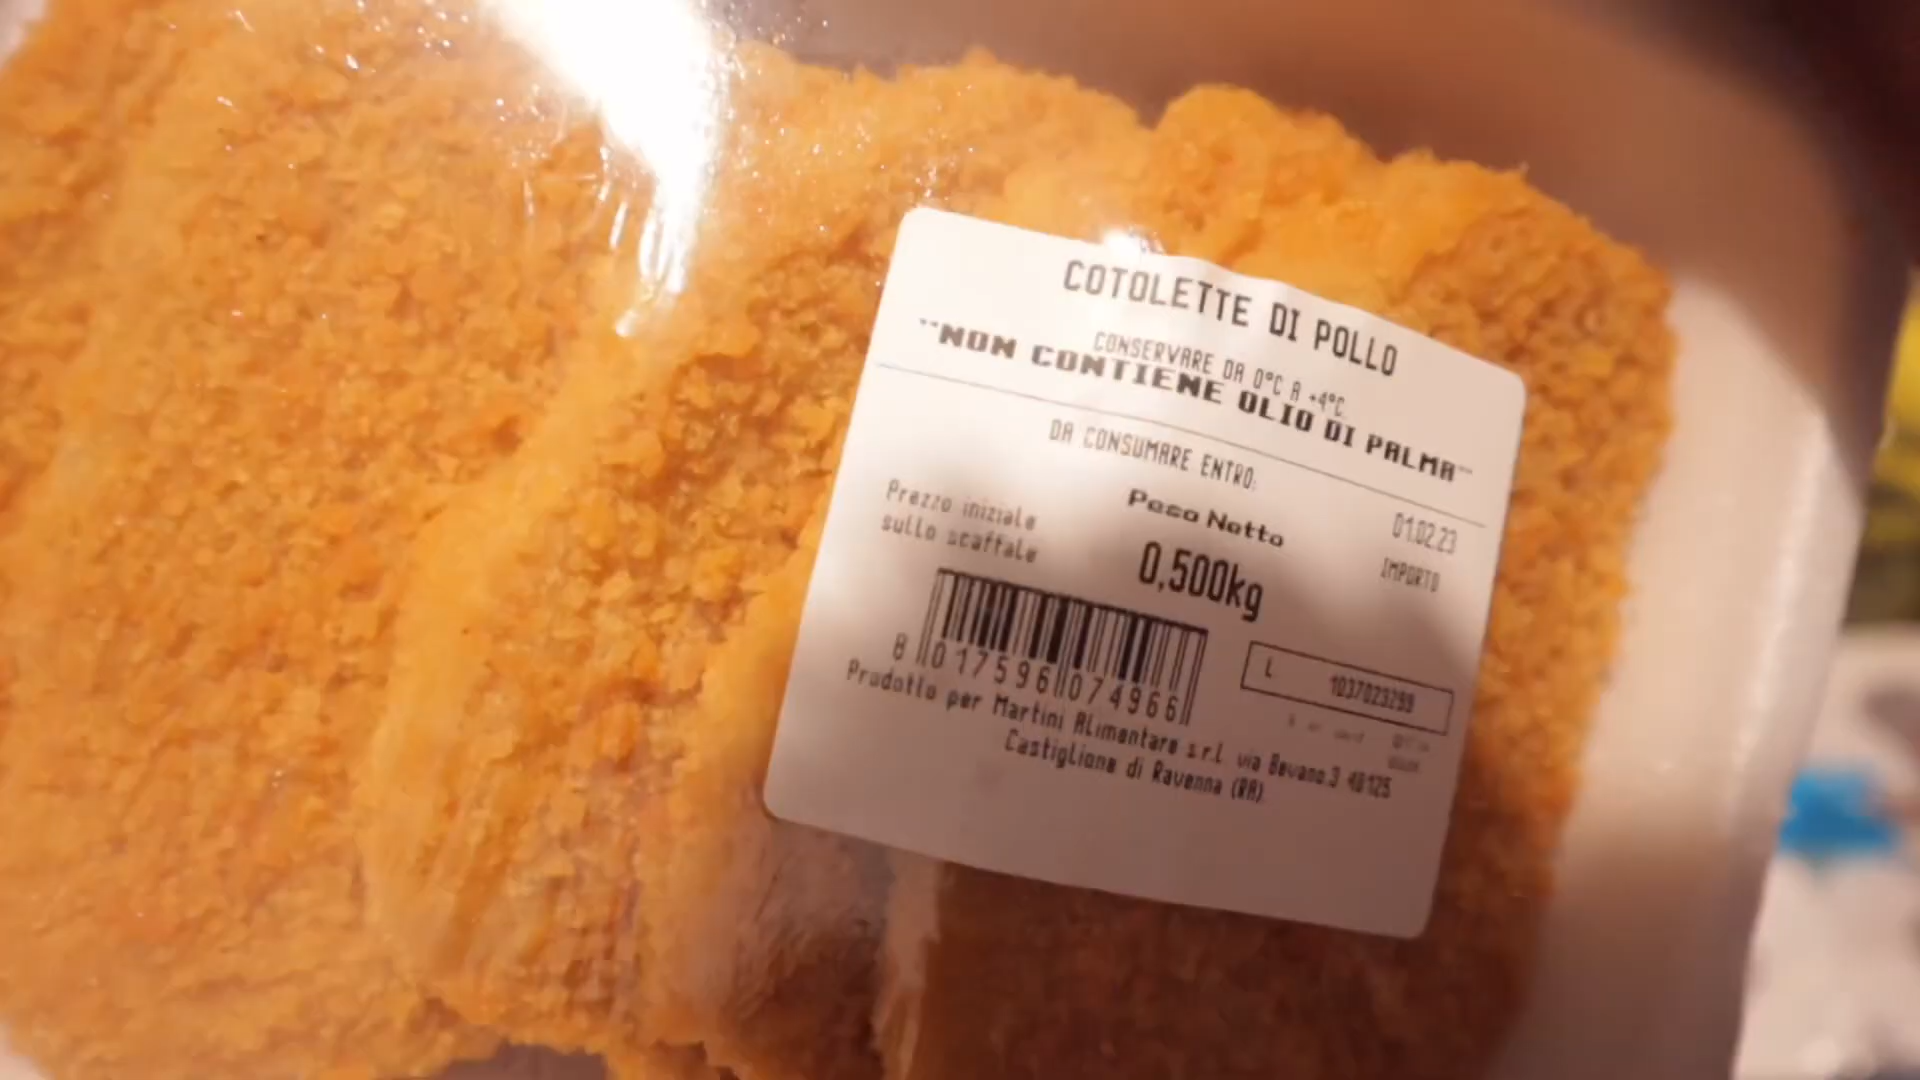 COTOLETTE DI POLLO
CONSERVARE DA 0°C A +4°C.
"NON CONTIENE OLIO DI PALMA"
DA CONSUMARE ENTRO:
01.02.23
Prezzo iniziale
sullo scaffale
Peso Netto
0,500kg
IMPORTO
8 017596 074966
L. 1037023299
Prodotto per Martini Alimentare s.r.l. via Bevano,3 48125
Castiglione di Ravenna (RA)